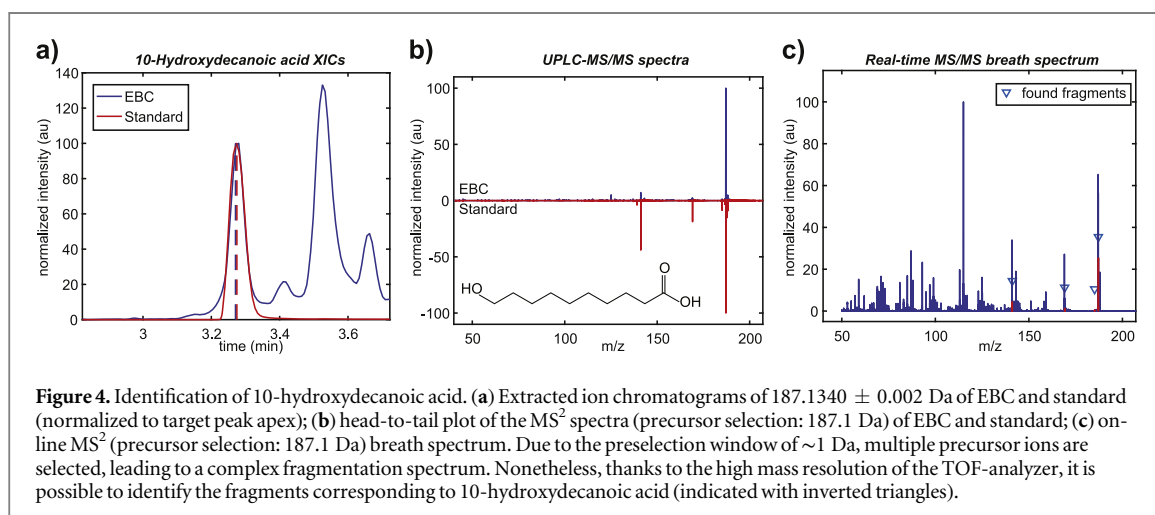 a)
10-Hydroxydecanoic acid XICs
EBC
Standard
normalized intensity (au)
140
120
100
80
60
40
20
0
3
3.2
3.4
3.6
time (min)
b)
UPLC-MS/MS spectra
normalized intensity (au)
100
50
0
-50
-100
EBC
Standard
HO
O
OH
50
100
150
200
m/z
c)
Real-time MS/MS breath spectrum
found fragments
normalized intensity (au)
100
80
60
40
20
0
50
100
150
200
m/z
Figure 4. Identification of 10-hydroxydecanoic acid. (a) Extracted ion chromatograms of 187.1340 ± 0.002 Da of EBC and standard
(normalized to target peak apex); (b) head-to-tail plot of the MS² spectra (precursor selection: 187.1 Da) of EBC and standard; (c) on-
line MS² (precursor selection: 187.1 Da) breath spectrum. Due to the preselection window of ~1 Da, multiple precursor ions are
selected, leading to a complex fragmentation spectrum. Nonetheless, thanks to the high mass resolution of the TOF-analyzer, it is
possible to identify the fragments corresponding to 10-hydroxydecanoic acid (indicated with inverted triangles).